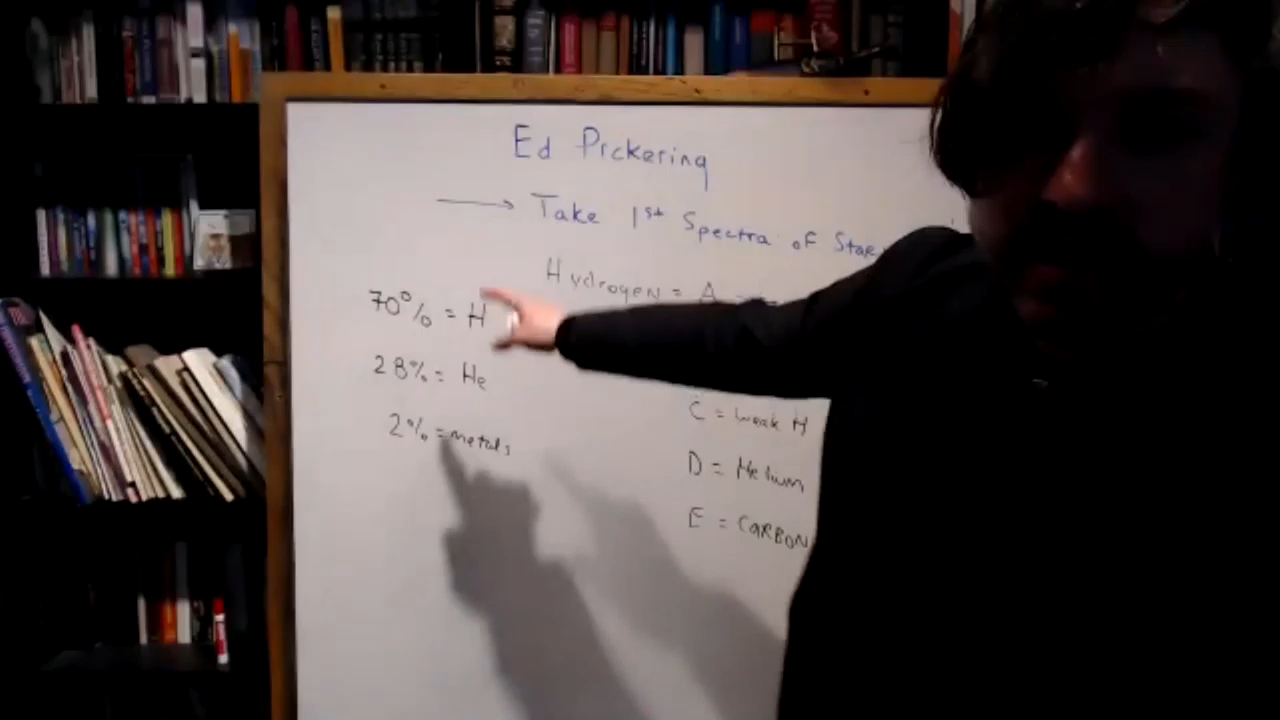 Ed Pickering
→ Take 1st Spectra of Star
Hydrogen = A
70% = H
28% = He
2% = metals
C = weak H
D = Helium
E = CARBON